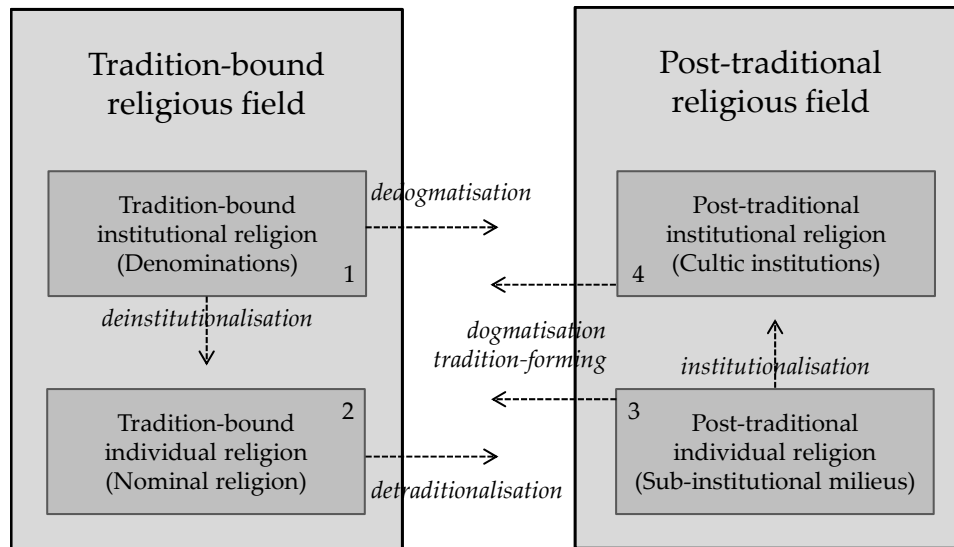 Tradition-bound
religious field
Post-traditional
religious field
Tradition-bound
institutional religion
(Denominations)
1
dedogmatisation
Post-traditional
institutional religion
(Cultic institutions)
4
deinstitutionalisation
dogmatisation
tradition-forming
institutionalisation
Tradition-bound
individual religion
(Nominal religion)
2
detraditionalisation
3
Post-traditional
individual religion
(Sub-institutional milieus)